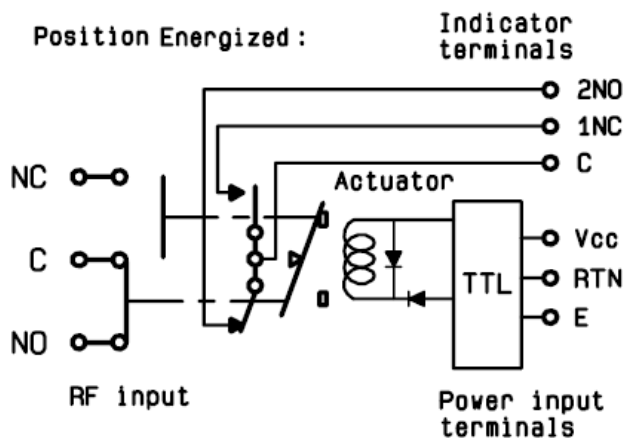 Position Energized :
Indicator
terminals
2NO
1NC
C
NC
Actuator
C
Vcc
TTL
RTN
E
NO
RF input
Power input
terminals